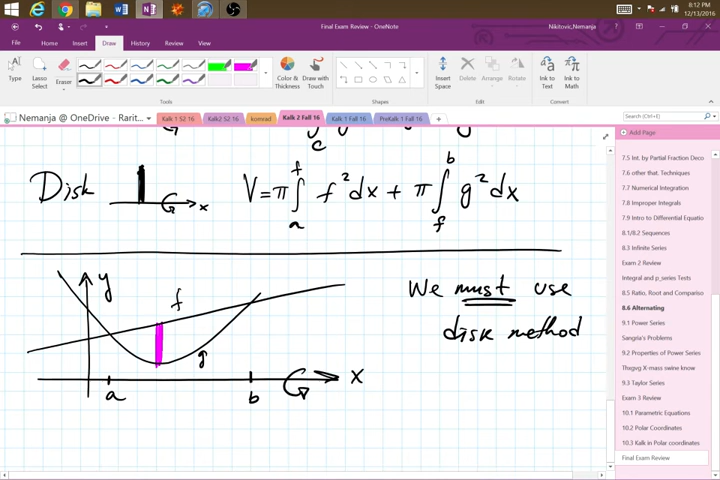 8:12 PM
12/13/2016
Final Exam Review - OneNote
Nikitovic,Nemanja
File Home Insert Draw History Review View
Type
Lasso Select
Eraser
Color & Thickness
Draw with Touch
Insert Space
Delete
Arrange
Rotate
Ink to Text
Ink to Math
Tools
Shapes
Edit
Convert
Nemanja @ OneDrive - Rarit...
Kalk 1 S2 16
Kalk2 S2 16
komrad
Kalk 2 Fall 16
Kalk 1 Fall 16
PreKalk 1 Fall 16
Search (Ctrl+E)
Add Page
7.5 Int. by Partial Fraction Deco
7.6 other that. Techniques
7.7 Numerical Integration
7.8 Improper Integrals
7.9 Intro to Differential Equatio
8.1/8.2 Sequences
8.3 Infinite Series
Exam 2 Review
Integral and p_series Tests
8.5 Ratio, Root and Compariso
8.6 Alternating
9.1 Power Series
Sangria's Problems
9.2 Properties of Power Series
Thogvg X-mass swine know
9.3 Taylor Series
Exam 3 Review
10.1 Parametric Equations
10.2 Polar Coordinates
10.3 Kalk in Polar coordinates
Final Exam Review
c
Disk
x
V = π ∫_a^f f² dx + π ∫_f^b g² dx
y
f
g
a
b
x
We must use
disk method